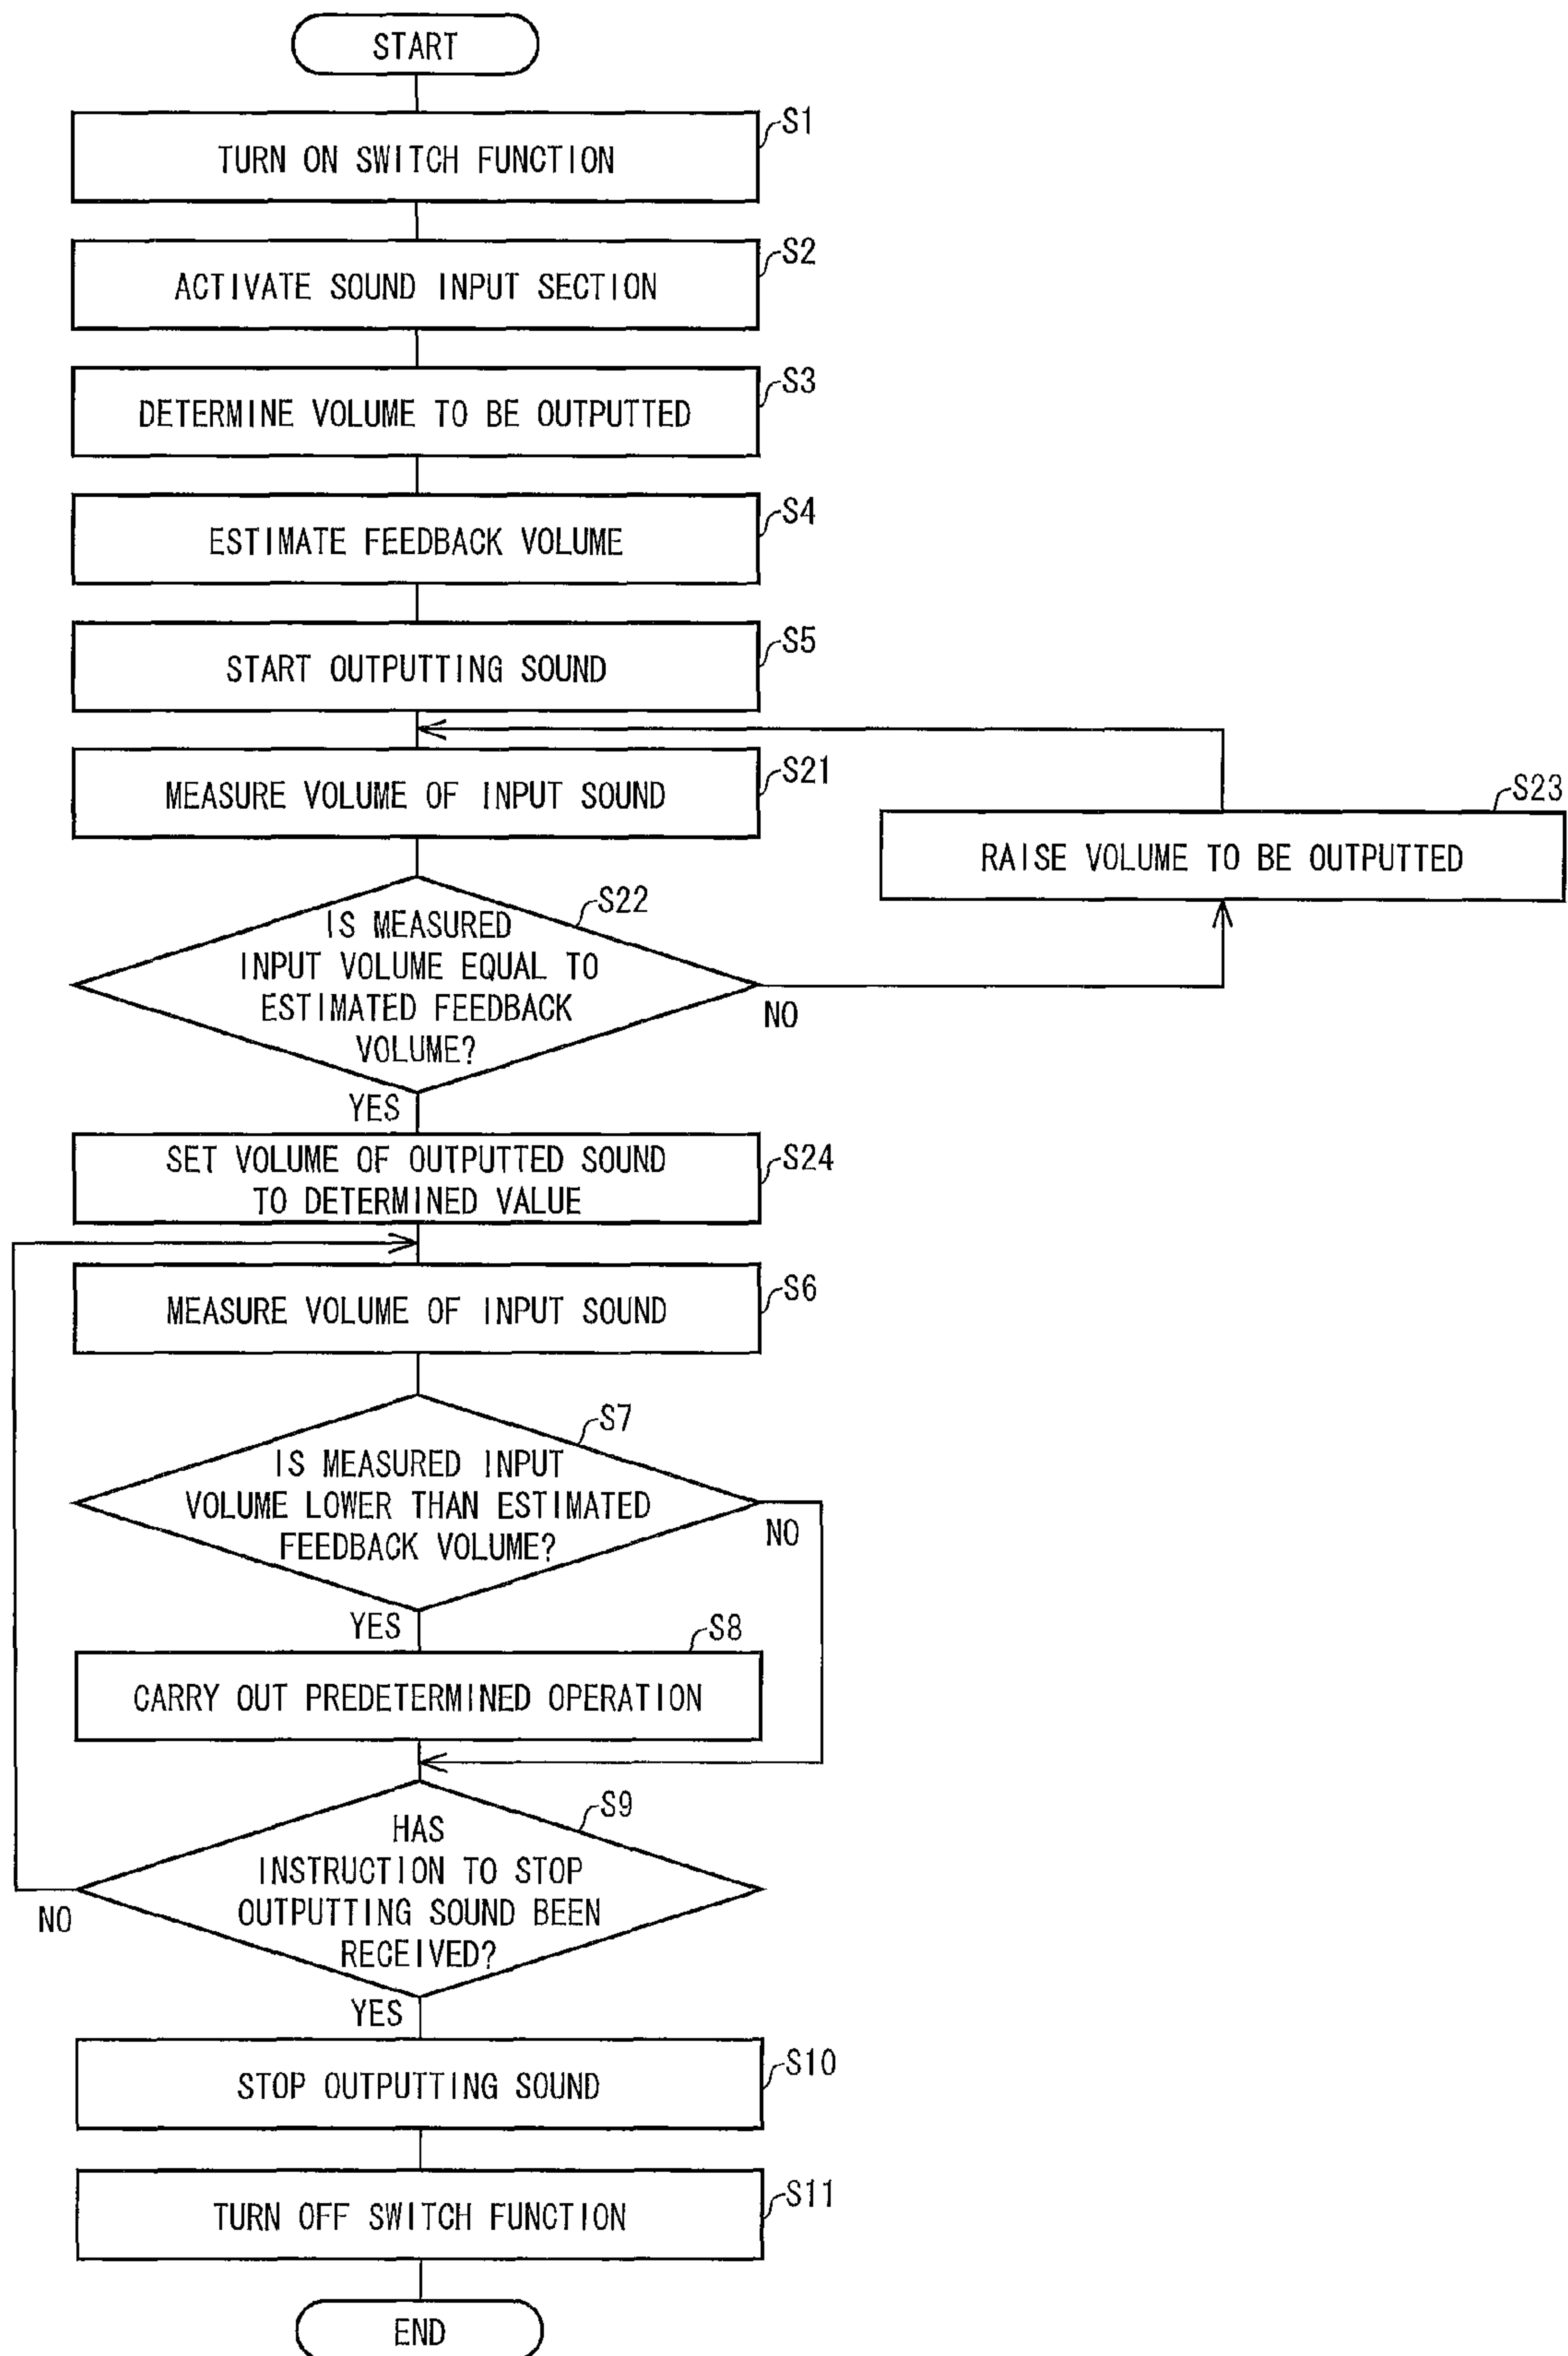 START
S1
TURN ON SWITCH FUNCTION
S2
ACTIVATE SOUND INPUT SECTION
S3
DETERMINE VOLUME TO BE OUTPUTTED
S4
ESTIMATE FEEDBACK VOLUME
S5
START OUTPUTTING SOUND
S21
MEASURE VOLUME OF INPUT SOUND
S23
RAISE VOLUME TO BE OUTPUTTED
S22
IS MEASURED
INPUT VOLUME EQUAL TO
ESTIMATED FEEDBACK
VOLUME?
NO
YES
S24
SET VOLUME OF OUTPUTTED SOUND
TO DETERMINED VALUE
S6
MEASURE VOLUME OF INPUT SOUND
S7
IS MEASURED INPUT
VOLUME LOWER THAN ESTIMATED
FEEDBACK VOLUME?
NO
YES
S8
CARRY OUT PREDETERMINED OPERATION
S9
HAS
INSTRUCTION TO STOP
OUTPUTTING SOUND BEEN
RECEIVED?
NO
YES
S10
STOP OUTPUTTING SOUND
S11
TURN OFF SWITCH FUNCTION
END